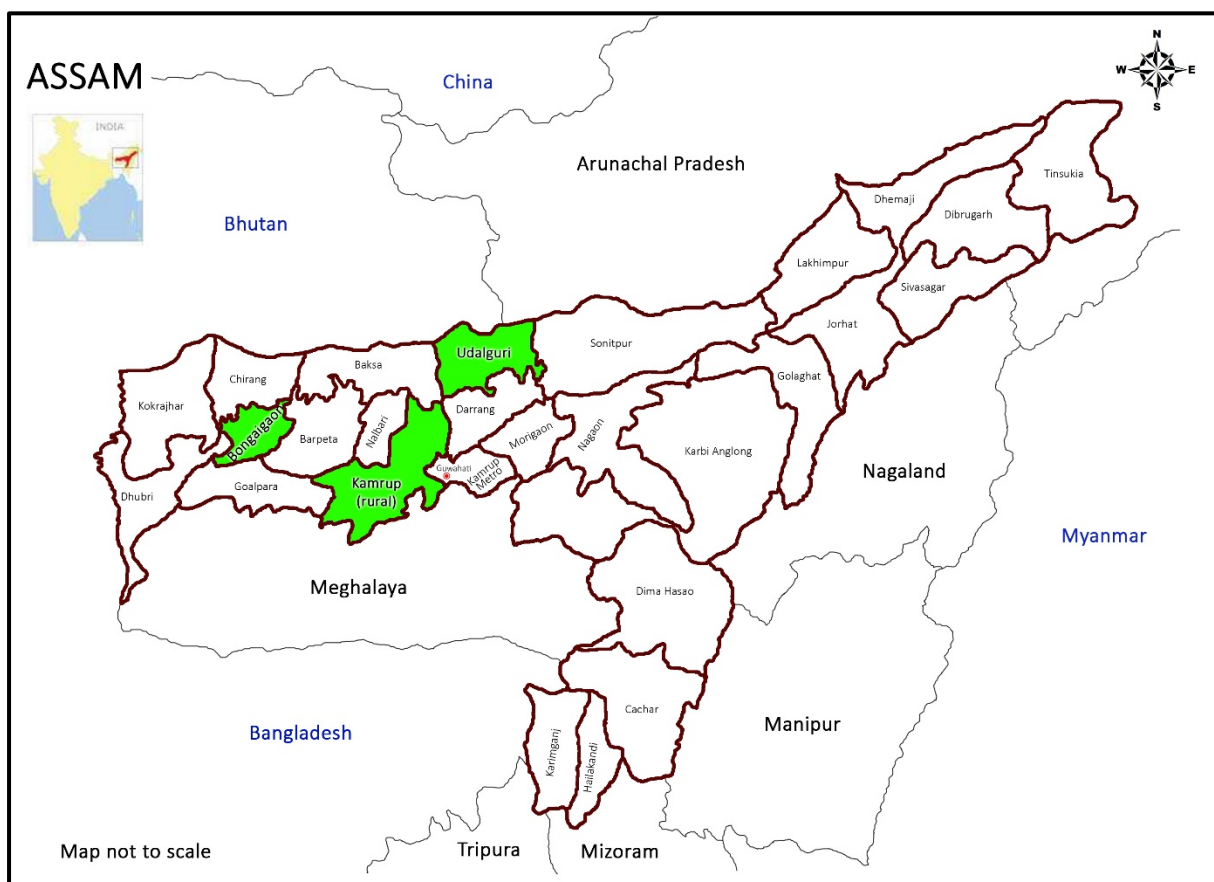 ASSAM
INDIA
China
N
W
E
S
Arunachal Pradesh
Bhutan
Tinsukia
Dhemaji
Dibrugarh
Lakhimpur
Sivasagar
Jorhat
Sonitpur
Udalguri
Baksa
Chirang
Kokrajhar
Golaghat
Darrang
Bongaigaon
Barpeta
Nalbari
Morigaon
Nagaon
Karbi Anglong
Guwahati
Kamrup
Metro
Nagaland
Dhubri
Goalpara
Kamrup
(rural)
Myanmar
Meghalaya
Dima Hasao
Cachar
Manipur
Bangladesh
Karimganj
Hailakandi
Map not to scale
Tripura
Mizoram